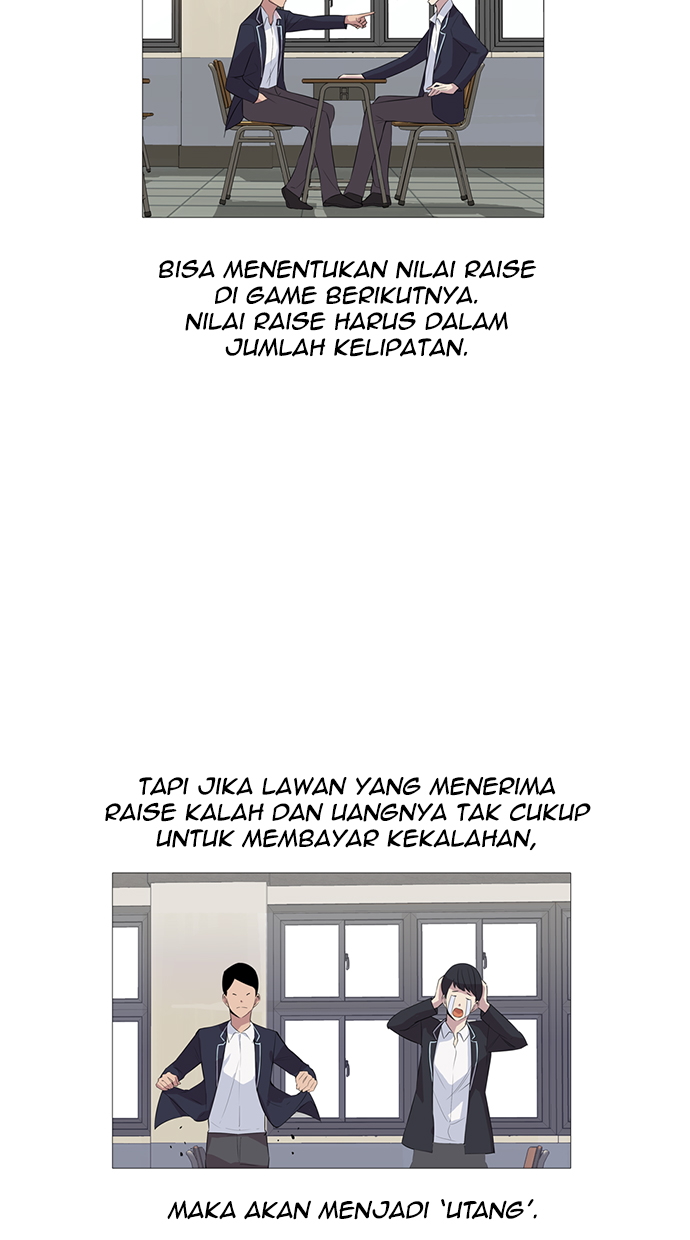 BISA MENENTUKAN NILAI RAISE
DI GAME BERIKUTNYA.
NILAI RAISE HARUS DALAM
JUMLAH KELIPATAN.
TAPI JIKA LAWAN YANG MENERIMA
RAISE KALAH DAN UANGNYA TAK CUKUP
UNTUK MEMBAYAR KEKALAHAN,
MAKA AKAN MENJADI 'UTANG'.